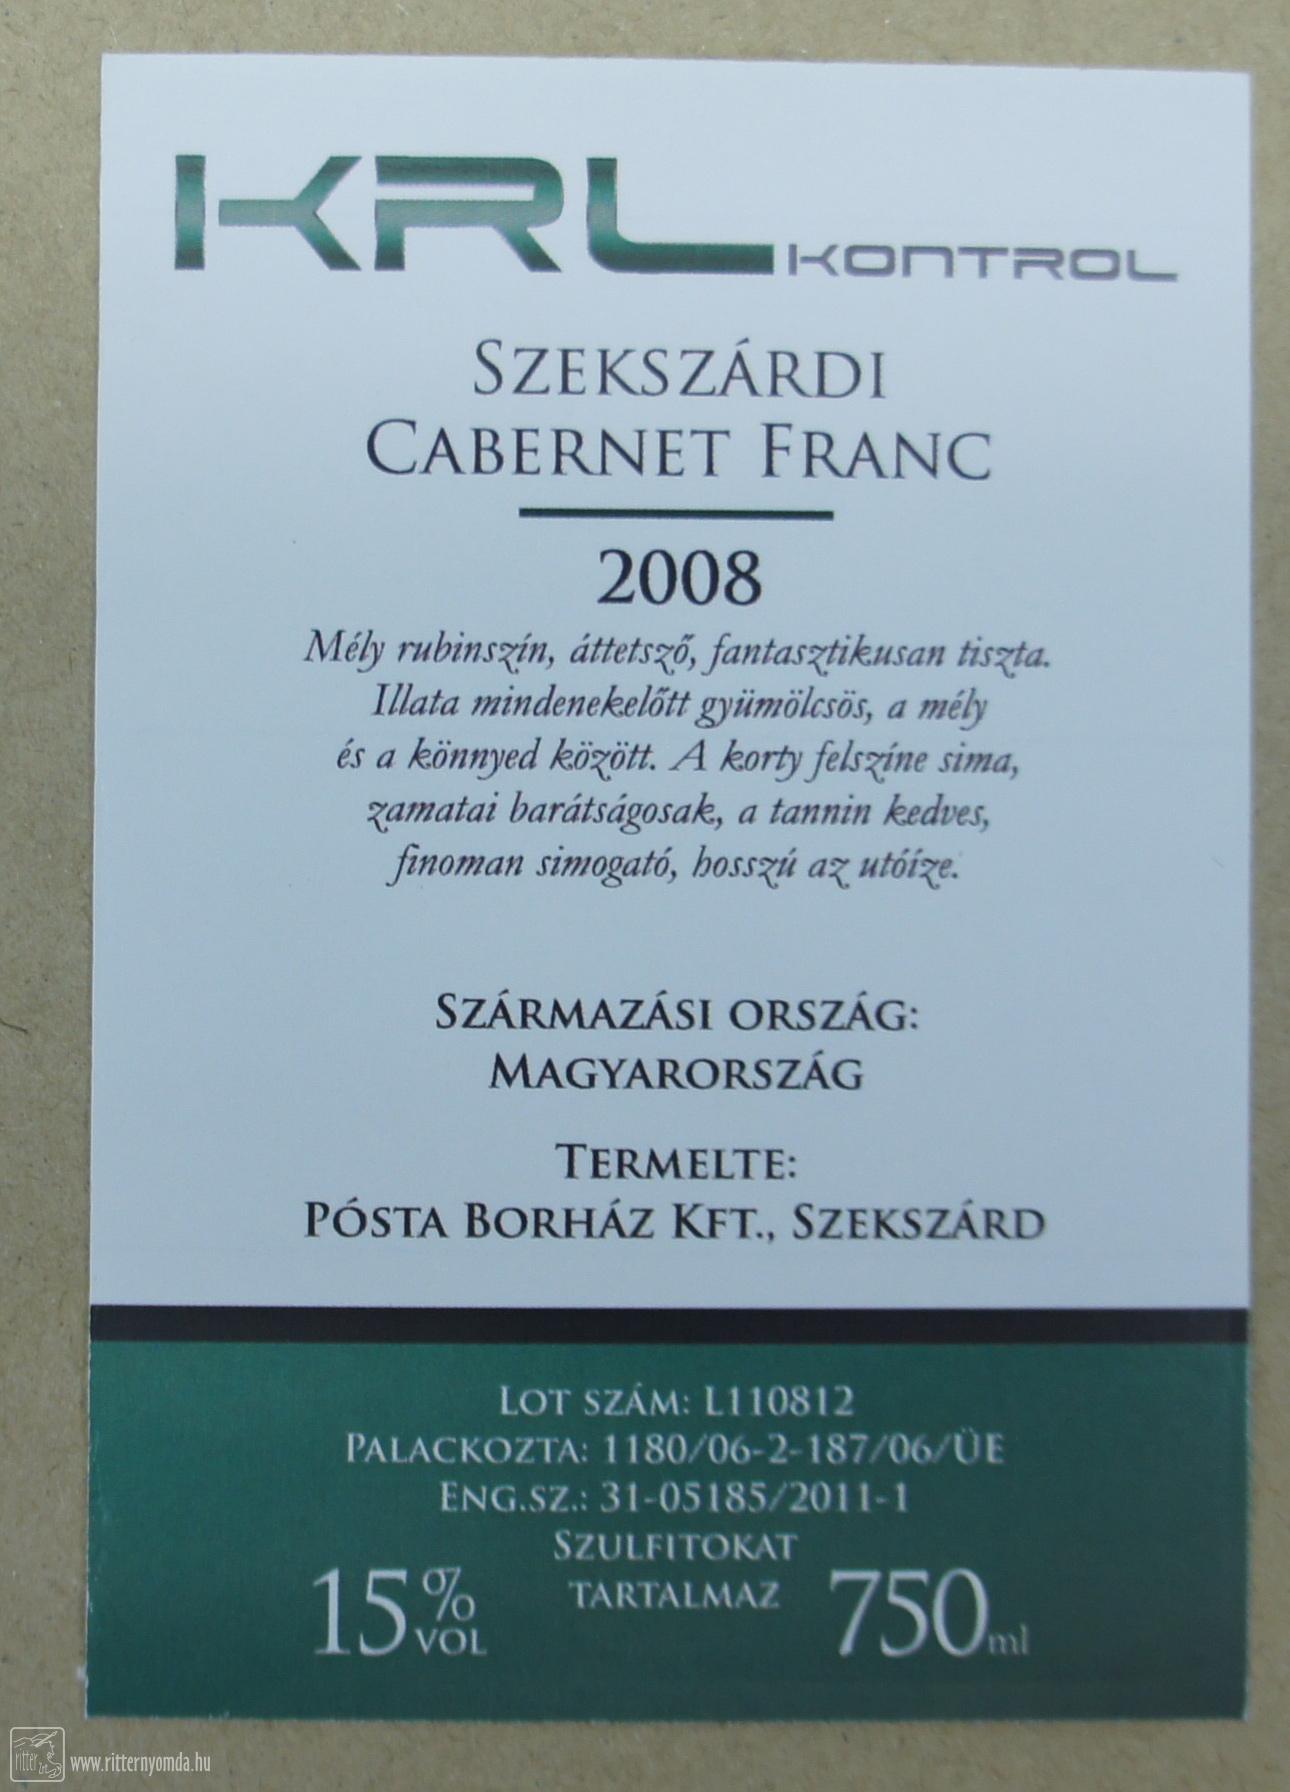 KRL KONTROL
SZEKSZÁRDI
CABERNET FRANC
2008
Mély rubinszín, áttetsző, fantasztikusan tiszta.
Illata mindenekelőtt gyümölcsös, a mély
és a könnyed között. A korty felszíne sima,
zamatai barátságosak, a tannin kedves,
finoman simogató, hosszú az utóíze.
SZÁRMAZÁSI ORSZÁG:
MAGYARORSZÁG
TERMELTE:
PÓSTA BORHÁZ KFT., SZEKSZÁRD
LOT SZÁM: L110812
PALACKOZTA: 1180/06-2-187/06/ÜE
ENG.SZ.: 31-05185/2011-1
SZULFITOKAT
TARTALMAZ
15% VOL
750ml
ritter
www.ritternyomda.hu